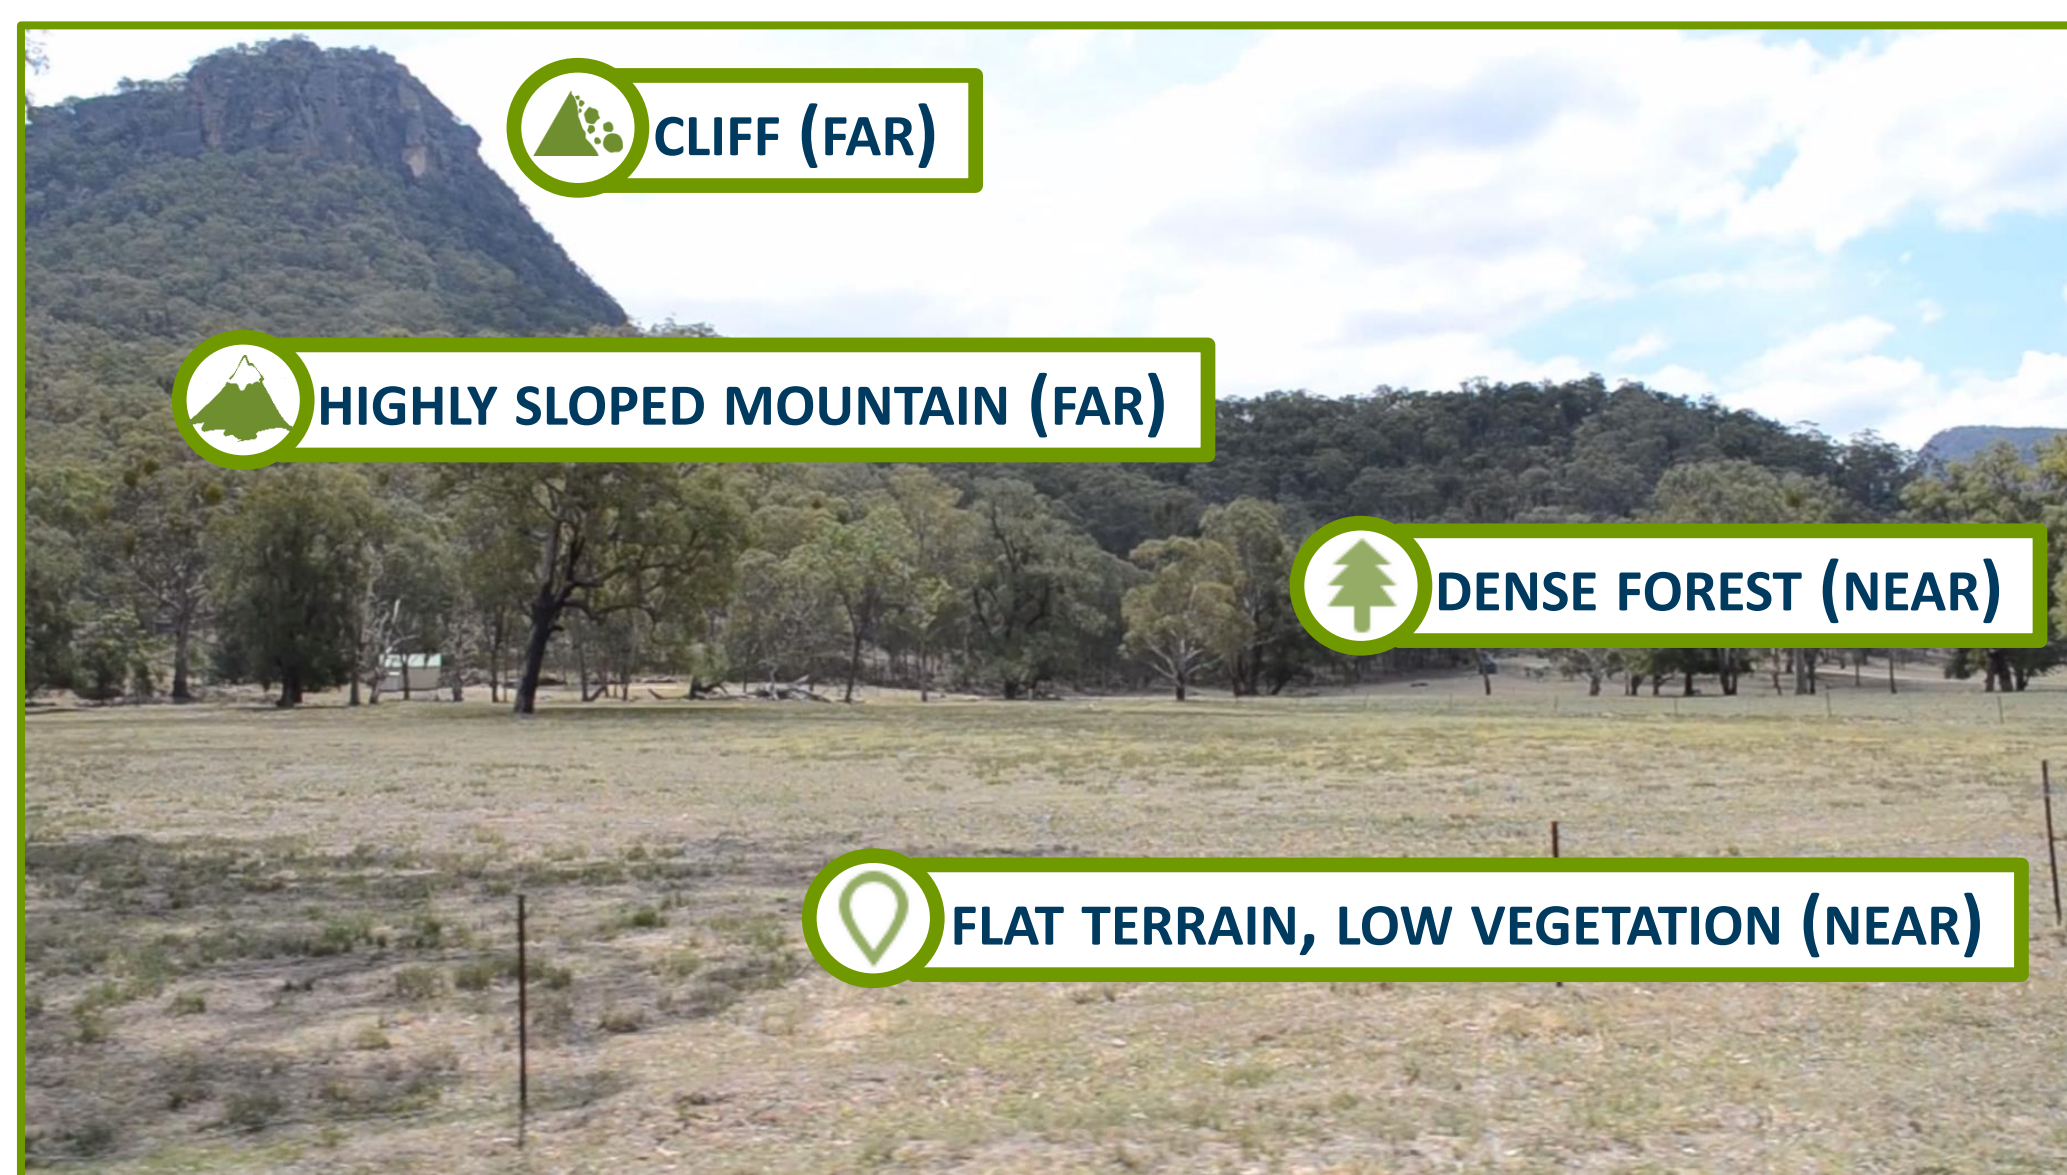 CLIFF (FAR)
HIGHLY SLOPED MOUNTAIN (FAR)
DENSE FOREST (NEAR)
FLAT TERRAIN, LOW VEGETATION (NEAR)